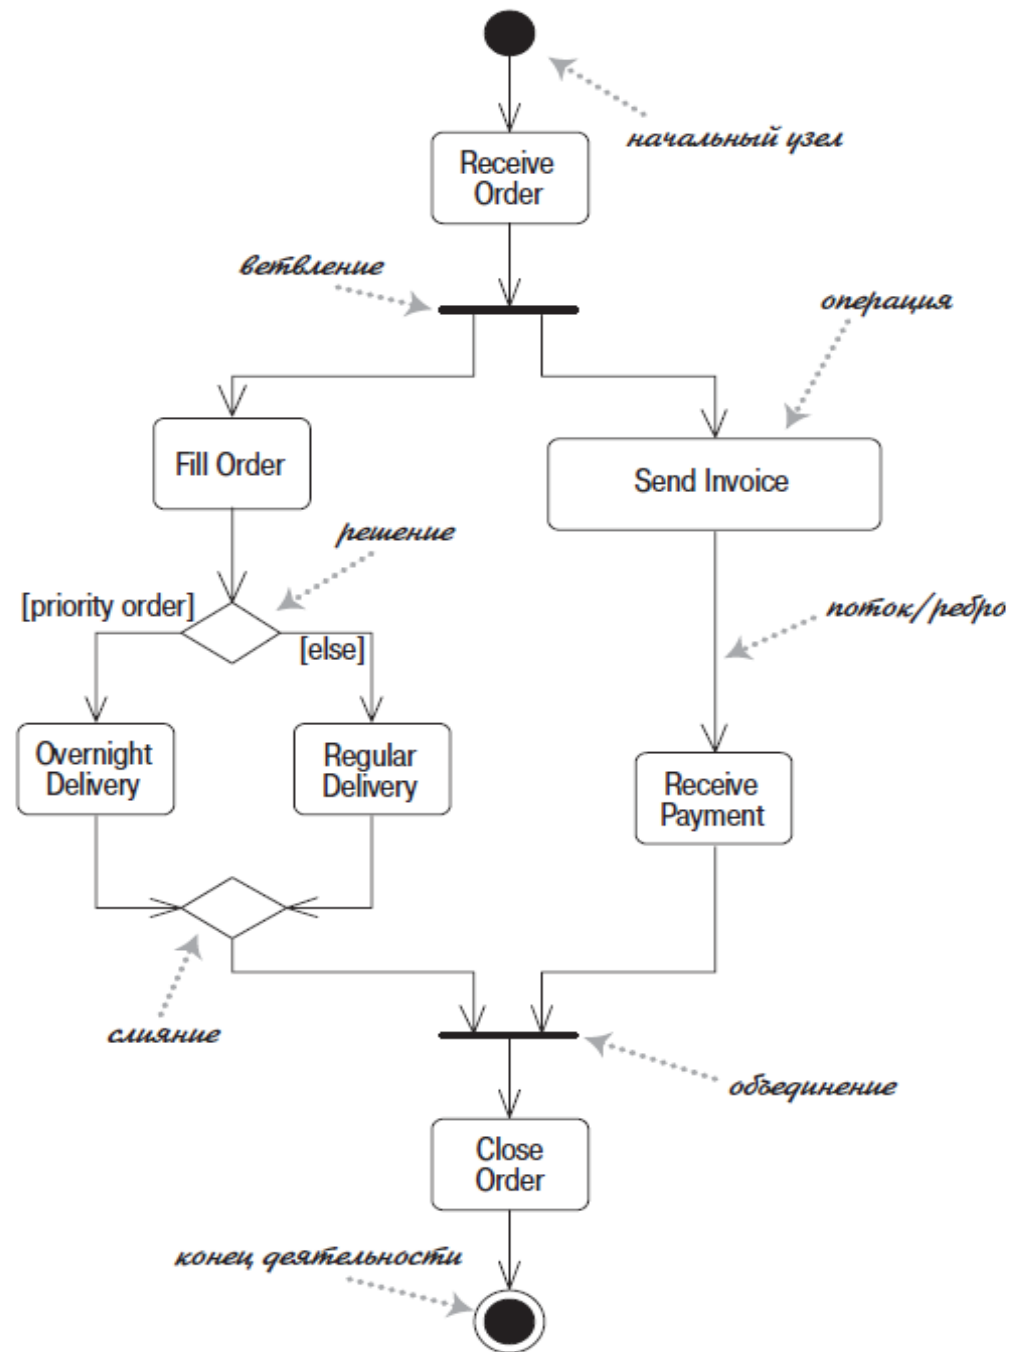 начальный узел
Receive
Order
ветвление
операция
Fill Order
Send Invoice
решение
[priority order]
поток/ребро
[else]
Overnight
Delivery
Regular
Delivery
Receive
Payment
слияние
объединение
Close
Order
конец деятельности